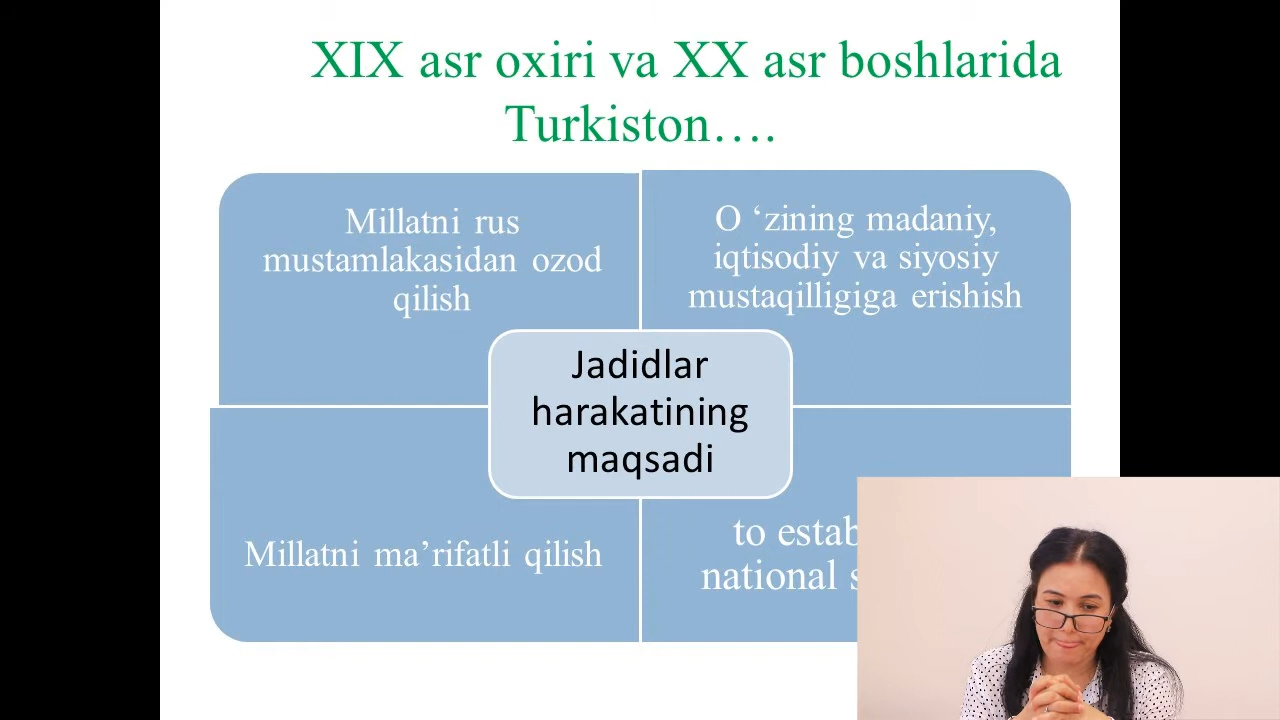 XIX asr oxiri va XX asr boshlarida
Turkiston….
Millatni rus
mustamlakasidan ozod
qilish
O ‘zining madaniy,
iqtisodiy va siyosiy
mustaqilligiga erishish
Jadidlar
harakatining
maqsadi
Millatni ma’rifatli qilish
to
national